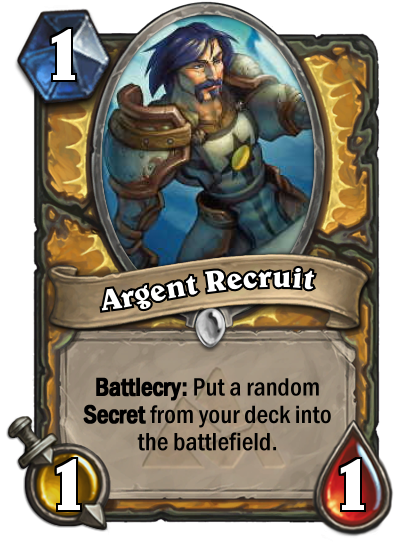 1
Argent Recruit
Battlecry: Put a random
Secret from your deck into
the battlefield.
1
1